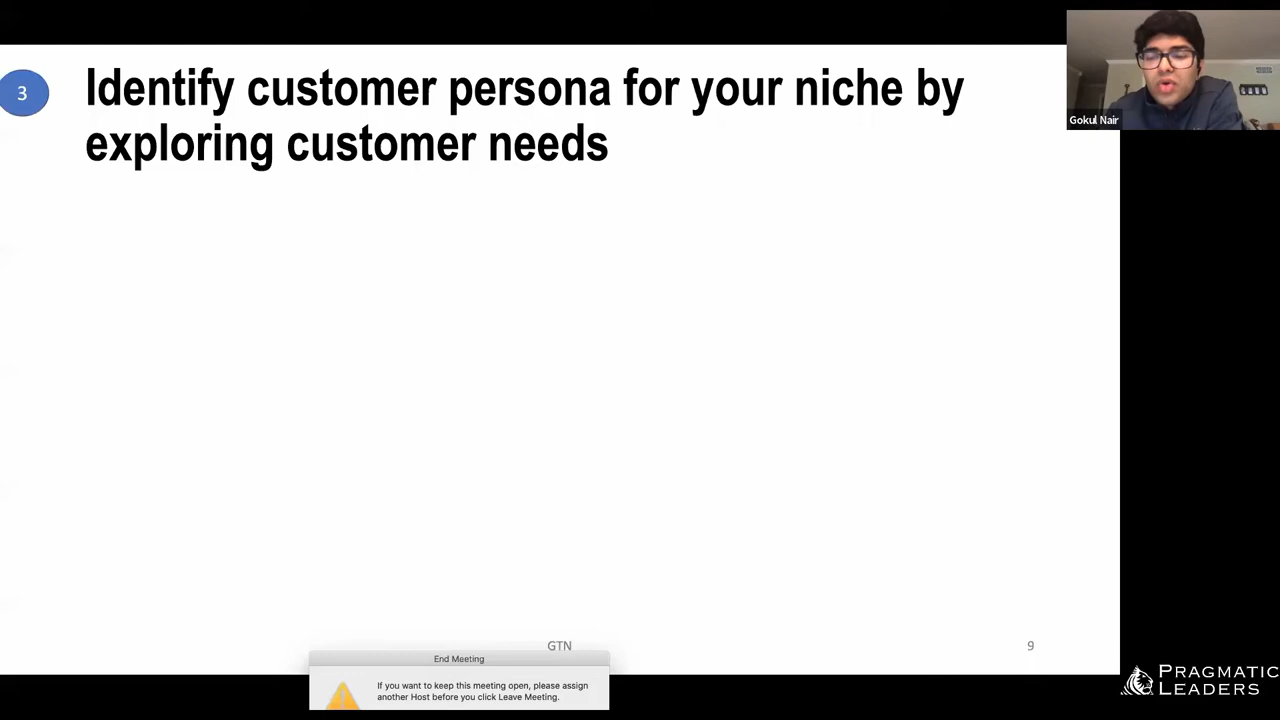 3
Identify customer persona for your niche by
exploring customer needs
Gokul Nair
GTN
9
End Meeting
If you want to keep this meeting open, please assign
another Host before you click Leave Meeting.
PRAGMATIC
LEADERS